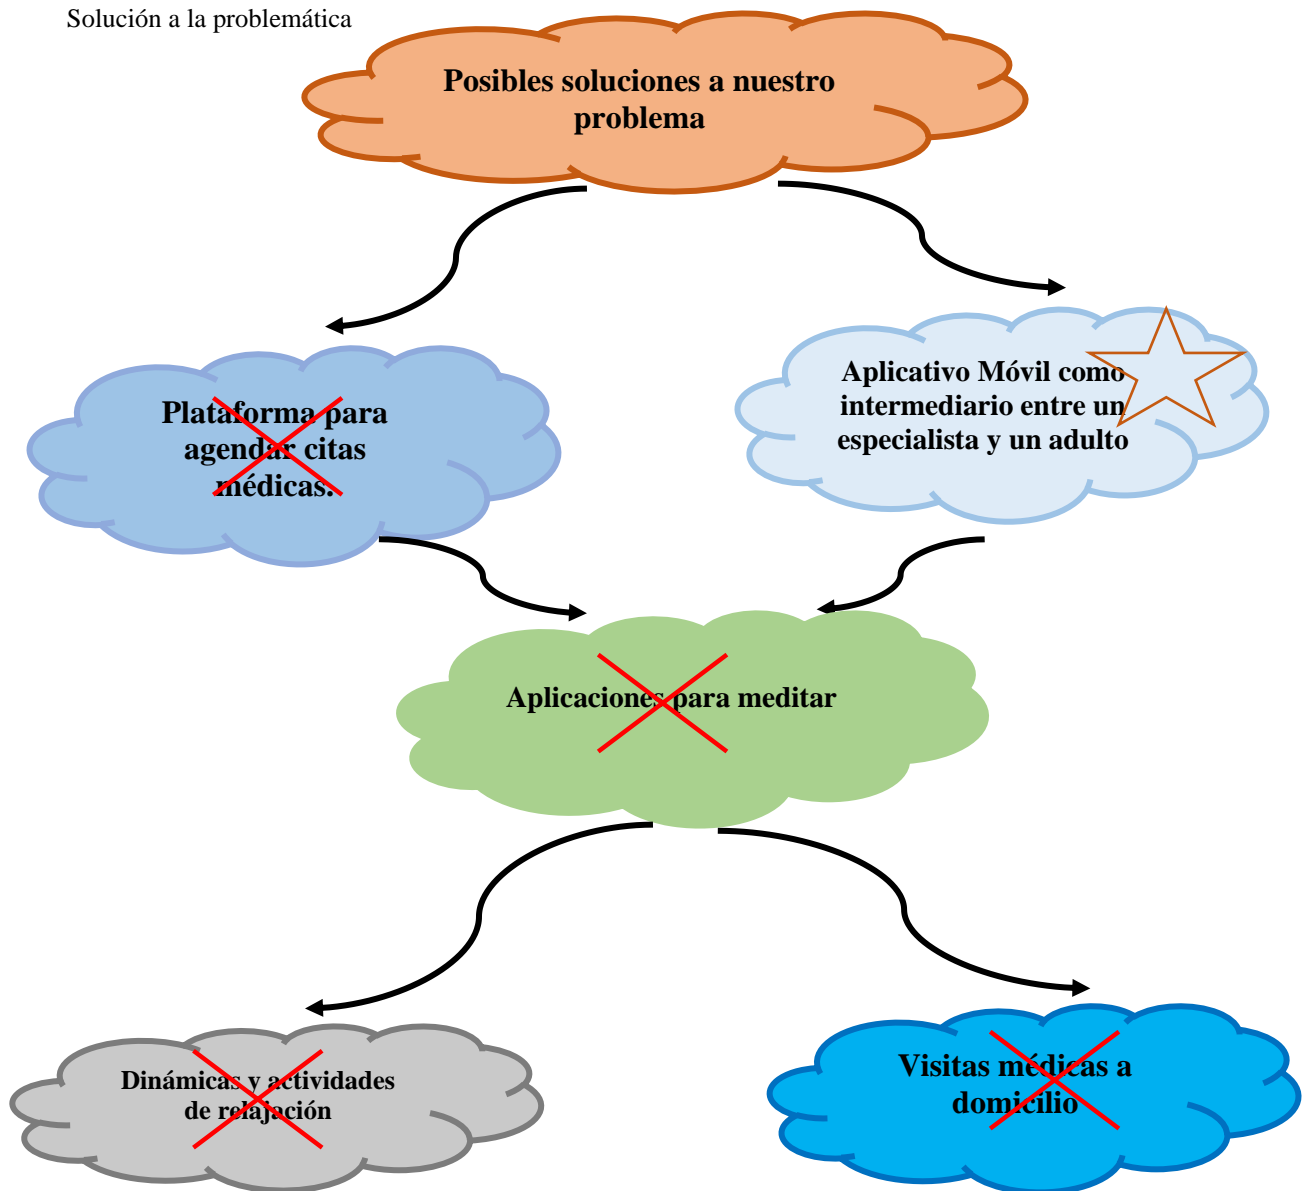 Solución a la problemática
Posibles soluciones a nuestro
problema
Plataforma para
agendar citas
médicas.
Aplicativo Móvil como
intermediario entre un
especialista y un adulto
Aplicaciones para meditar
Dinámicas y actividades
de relajación
Visitas médicas a
domicilio